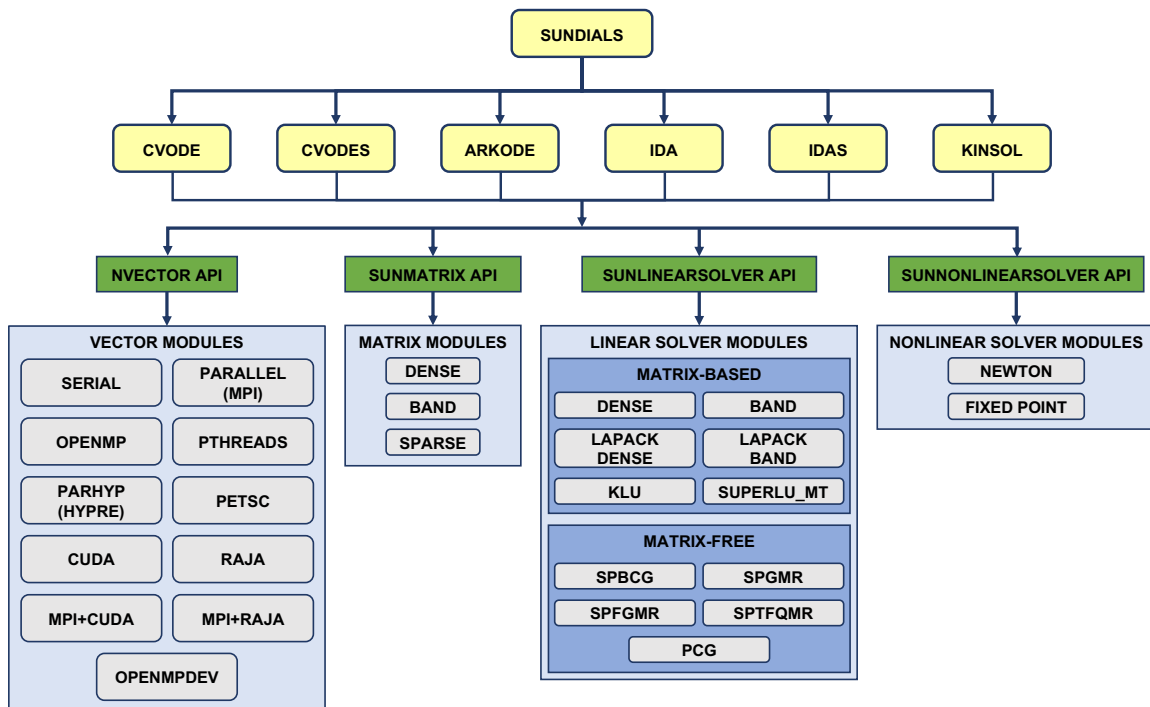 SUNDIALS
CVODE
CVODES
ARKODE
IDA
IDAS
KINSOL
NVECTOR API
SUNMATRIX API
SUNLINEARSOLVER API
SUNNONLINEARSOLVER API
VECTOR MODULES
SERIAL
PARALLEL
(MPI)
OPENMP
PTHREADS
PARHYP
(HYPRE)
PETSC
CUDA
RAJA
MPI+CUDA
MPI+RAJA
OPENMPDEV
MATRIX MODULES
DENSE
BAND
SPARSE
LINEAR SOLVER MODULES
MATRIX-BASED
DENSE
BAND
LAPACK
DENSE
LAPACK
BAND
KLU
SUPERLU_MT
MATRIX-FREE
SPBCG
SPGMR
SPFGMR
SPTFQMR
PCG
NONLINEAR SOLVER MODULES
NEWTON
FIXED POINT